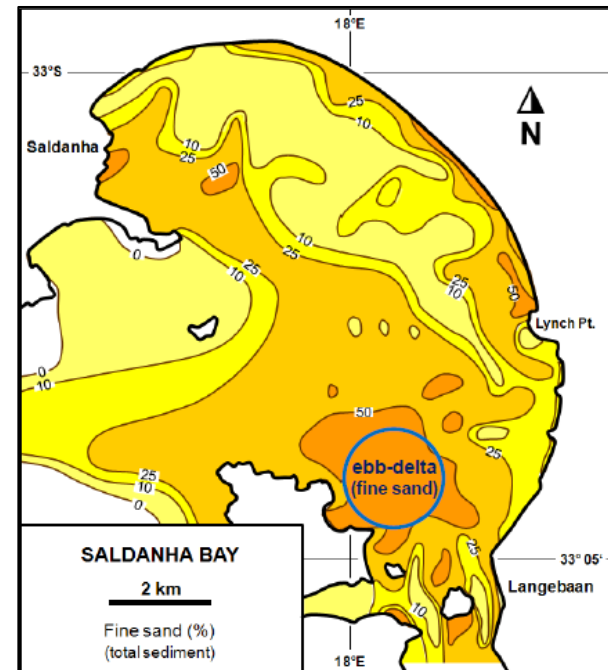 18°E
33°S
N
Saldanha
25
10
10
25
50
25
0
25
10
25
10
50
Lynch Pt.
0
10
50
25
ebb-delta
(fine sand)
25
10
0
25
10
33° 05'
Langebaan
18°E
SALDANHA BAY
2 km
Fine sand (%)
(total sediment)